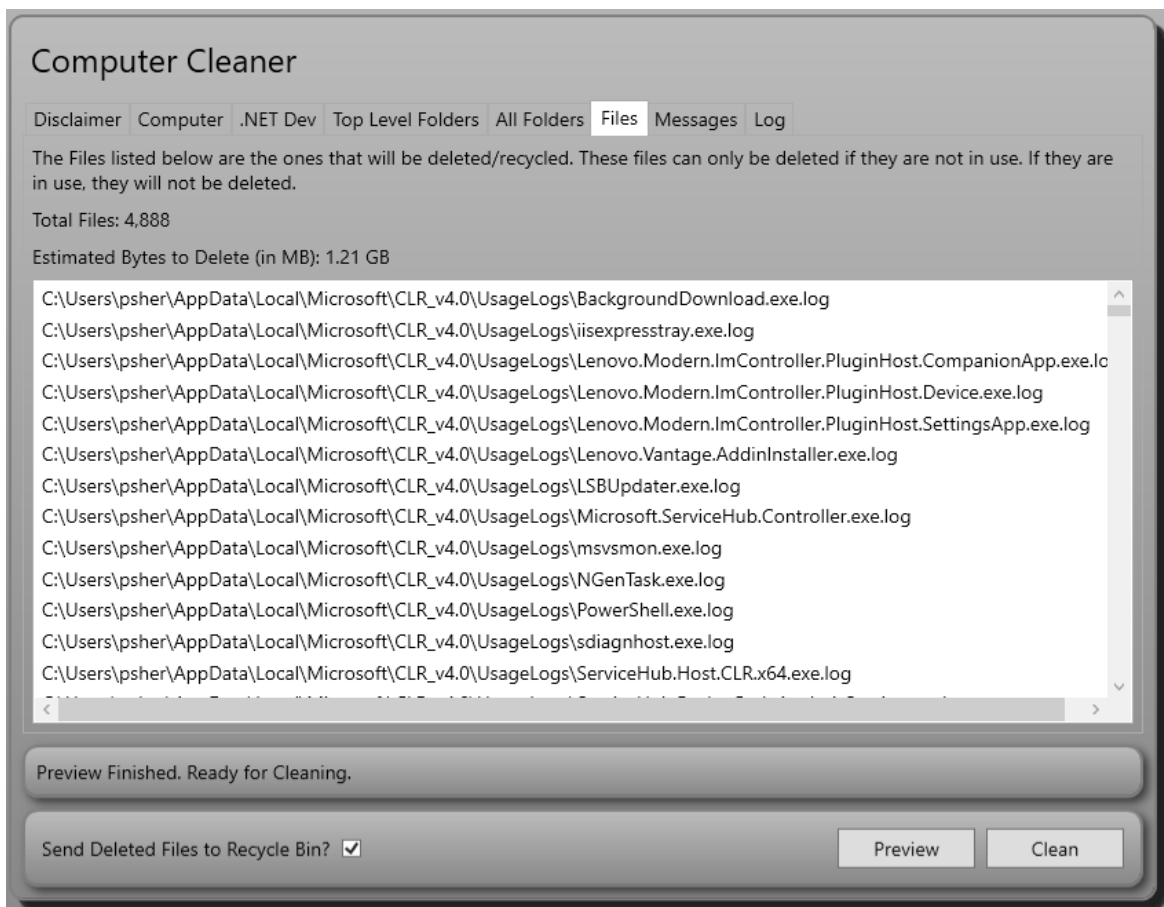 Computer Cleaner
Disclaimer Computer .NET Dev Top Level Folders All Folders Files Messages Log
The Files listed below are the ones that will be deleted/recycled. These files can only be deleted if they are not in use. If they are
in use, they will not be deleted.
Total Files: 4,888
Estimated Bytes to Delete (in MB): 1.21 GB
C:\Users\psher\AppData\Local\Microsoft\CLR_v4.0\UsageLogs\BackgroundDownload.exe.log
C:\Users\psher\AppData\Local\Microsoft\CLR_v4.0\UsageLogs\iisexpresstray.exe.log
C:\Users\psher\AppData\Local\Microsoft\CLR_v4.0\UsageLogs\Lenovo.Modern.ImController.PluginHost.CompanionApp.exe.lo
C:\Users\psher\AppData\Local\Microsoft\CLR_v4.0\UsageLogs\Lenovo.Modern.ImController.PluginHost.Device.exe.log
C:\Users\psher\AppData\Local\Microsoft\CLR_v4.0\UsageLogs\Lenovo.Modern.ImController.PluginHost.SettingsApp.exe.log
C:\Users\psher\AppData\Local\Microsoft\CLR_v4.0\UsageLogs\Lenovo.Vantage.AddinInstaller.exe.log
C:\Users\psher\AppData\Local\Microsoft\CLR_v4.0\UsageLogs\LSBUpdater.exe.log
C:\Users\psher\AppData\Local\Microsoft\CLR_v4.0\UsageLogs\Microsoft.ServiceHub.Controller.exe.log
C:\Users\psher\AppData\Local\Microsoft\CLR_v4.0\UsageLogs\msvsmon.exe.log
C:\Users\psher\AppData\Local\Microsoft\CLR_v4.0\UsageLogs\NGenTask.exe.log
C:\Users\psher\AppData\Local\Microsoft\CLR_v4.0\UsageLogs\PowerShell.exe.log
C:\Users\psher\AppData\Local\Microsoft\CLR_v4.0\UsageLogs\sdiagnhost.exe.log
C:\Users\psher\AppData\Local\Microsoft\CLR_v4.0\UsageLogs\ServiceHub.Host.CLR.x64.exe.log
Preview Finished. Ready for Cleaning.
Send Deleted Files to Recycle Bin? Preview Clean